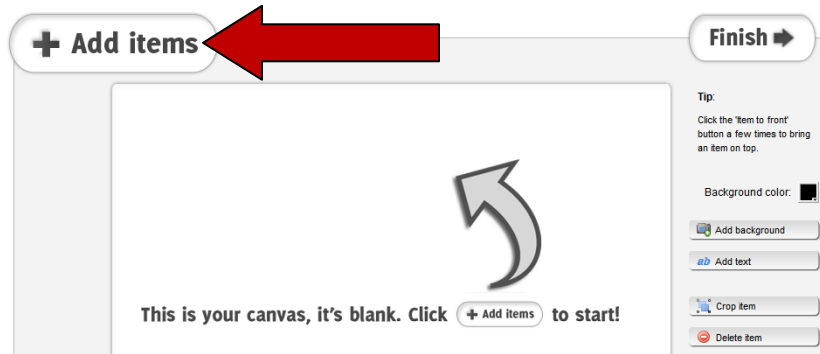 + Add items
Finish
Tip:
Click the 'Item to front'
button a few times to bring
an item on top.
Background color:
Add background
ab Add text
Crop item
Delete item
This is your canvas, it's blank. Click + Add items to start!